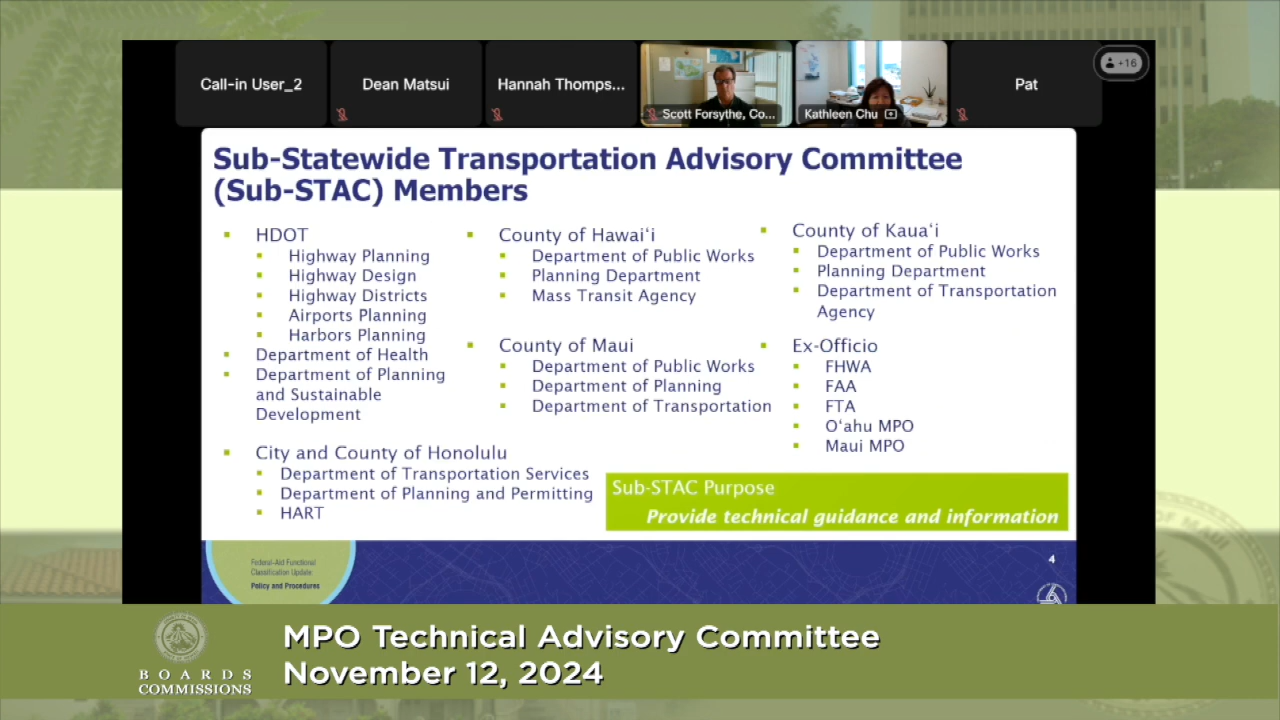 Call-in User_2
Dean Matsui
Hannah Thomps...
Scott Forsythe, Co...
Kathleen Chu
Pat
+16
Sub-Statewide Transportation Advisory Committee
(Sub-STAC) Members
HDOT
Highway Planning
Highway Design
Highway Districts
Airports Planning
Harbors Planning
Department of Health
Department of Planning
and Sustainable
Development
City and County of Honolulu
Department of Transportation Services
Department of Planning and Permitting
HART
County of Hawaiʻi
Department of Public Works
Planning Department
Mass Transit Agency
County of Maui
Department of Public Works
Department of Planning
Department of Transportation
County of Kauaʻi
Department of Public Works
Planning Department
Department of Transportation
Agency
Ex-Officio
FHWA
FAA
FTA
Oʻahu MPO
Maui MPO
Sub-STAC Purpose
Provide technical guidance and information
Federal-Aid Functional
Classification Update:
Policy and Procedures
4
BOARDS
COMMISSIONS
MPO Technical Advisory Committee
November 12, 2024